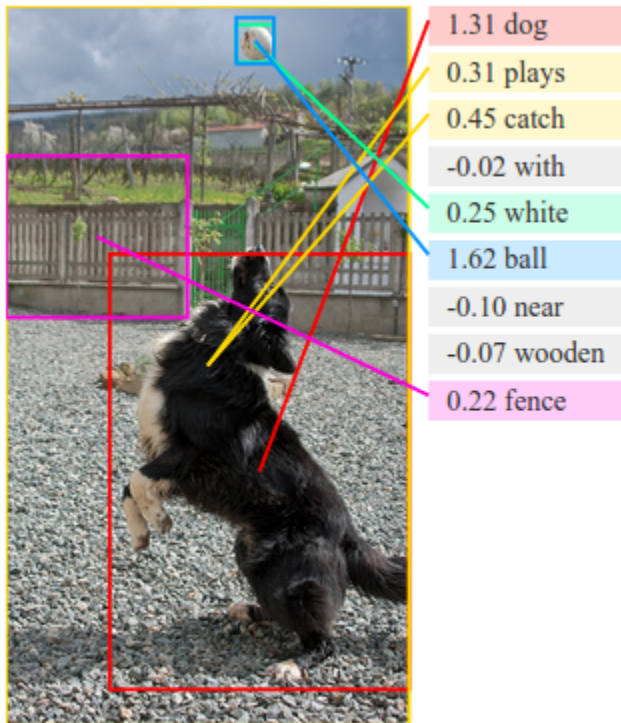 1.31 dog
0.31 plays
0.45 catch
-0.02 with
0.25 white
1.62 ball
-0.10 near
-0.07 wooden
0.22 fence